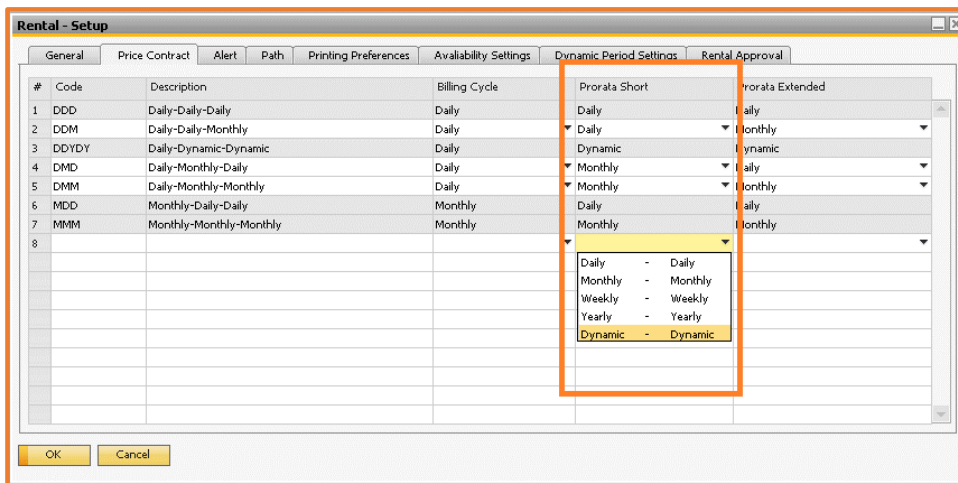 Rental - Setup
General Price Contract Alert Path Printing Preferences Avaliability Settings Dynamic Period Settings Rental Approval
# Code Description Billing Cycle Prorata Short Prorata Extended
1 DDD Daily-Daily-Daily Daily Daily Daily
2 DDM Daily-Daily-Monthly Daily Daily Monthly
3 DDYDY Daily-Dynamic-Dynamic Daily Dynamic Dynamic
4 DMD Daily-Monthly-Daily Daily Monthly Daily
5 DMM Daily-Monthly-Monthly Daily Monthly Monthly
6 MDD Monthly-Daily-Daily Monthly Daily Daily
7 MMM Monthly-Monthly-Monthly Monthly Monthly Monthly
8
Daily - Daily
Monthly - Monthly
Weekly - Weekly
Yearly - Yearly
Dynamic - Dynamic
OK Cancel